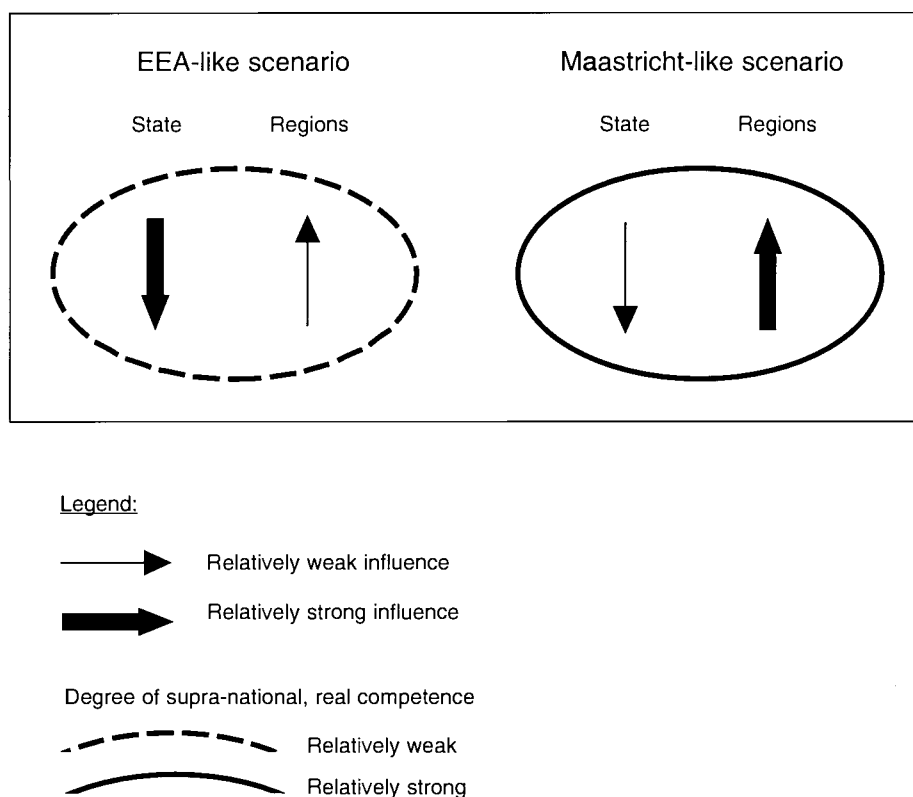 EEA-like scenario
Maastricht-like scenario
State Regions
State Regions
Legend:
Relatively weak influence
Relatively strong influence
Degree of supra-national, real competence
Relatively weak
Relatively strong